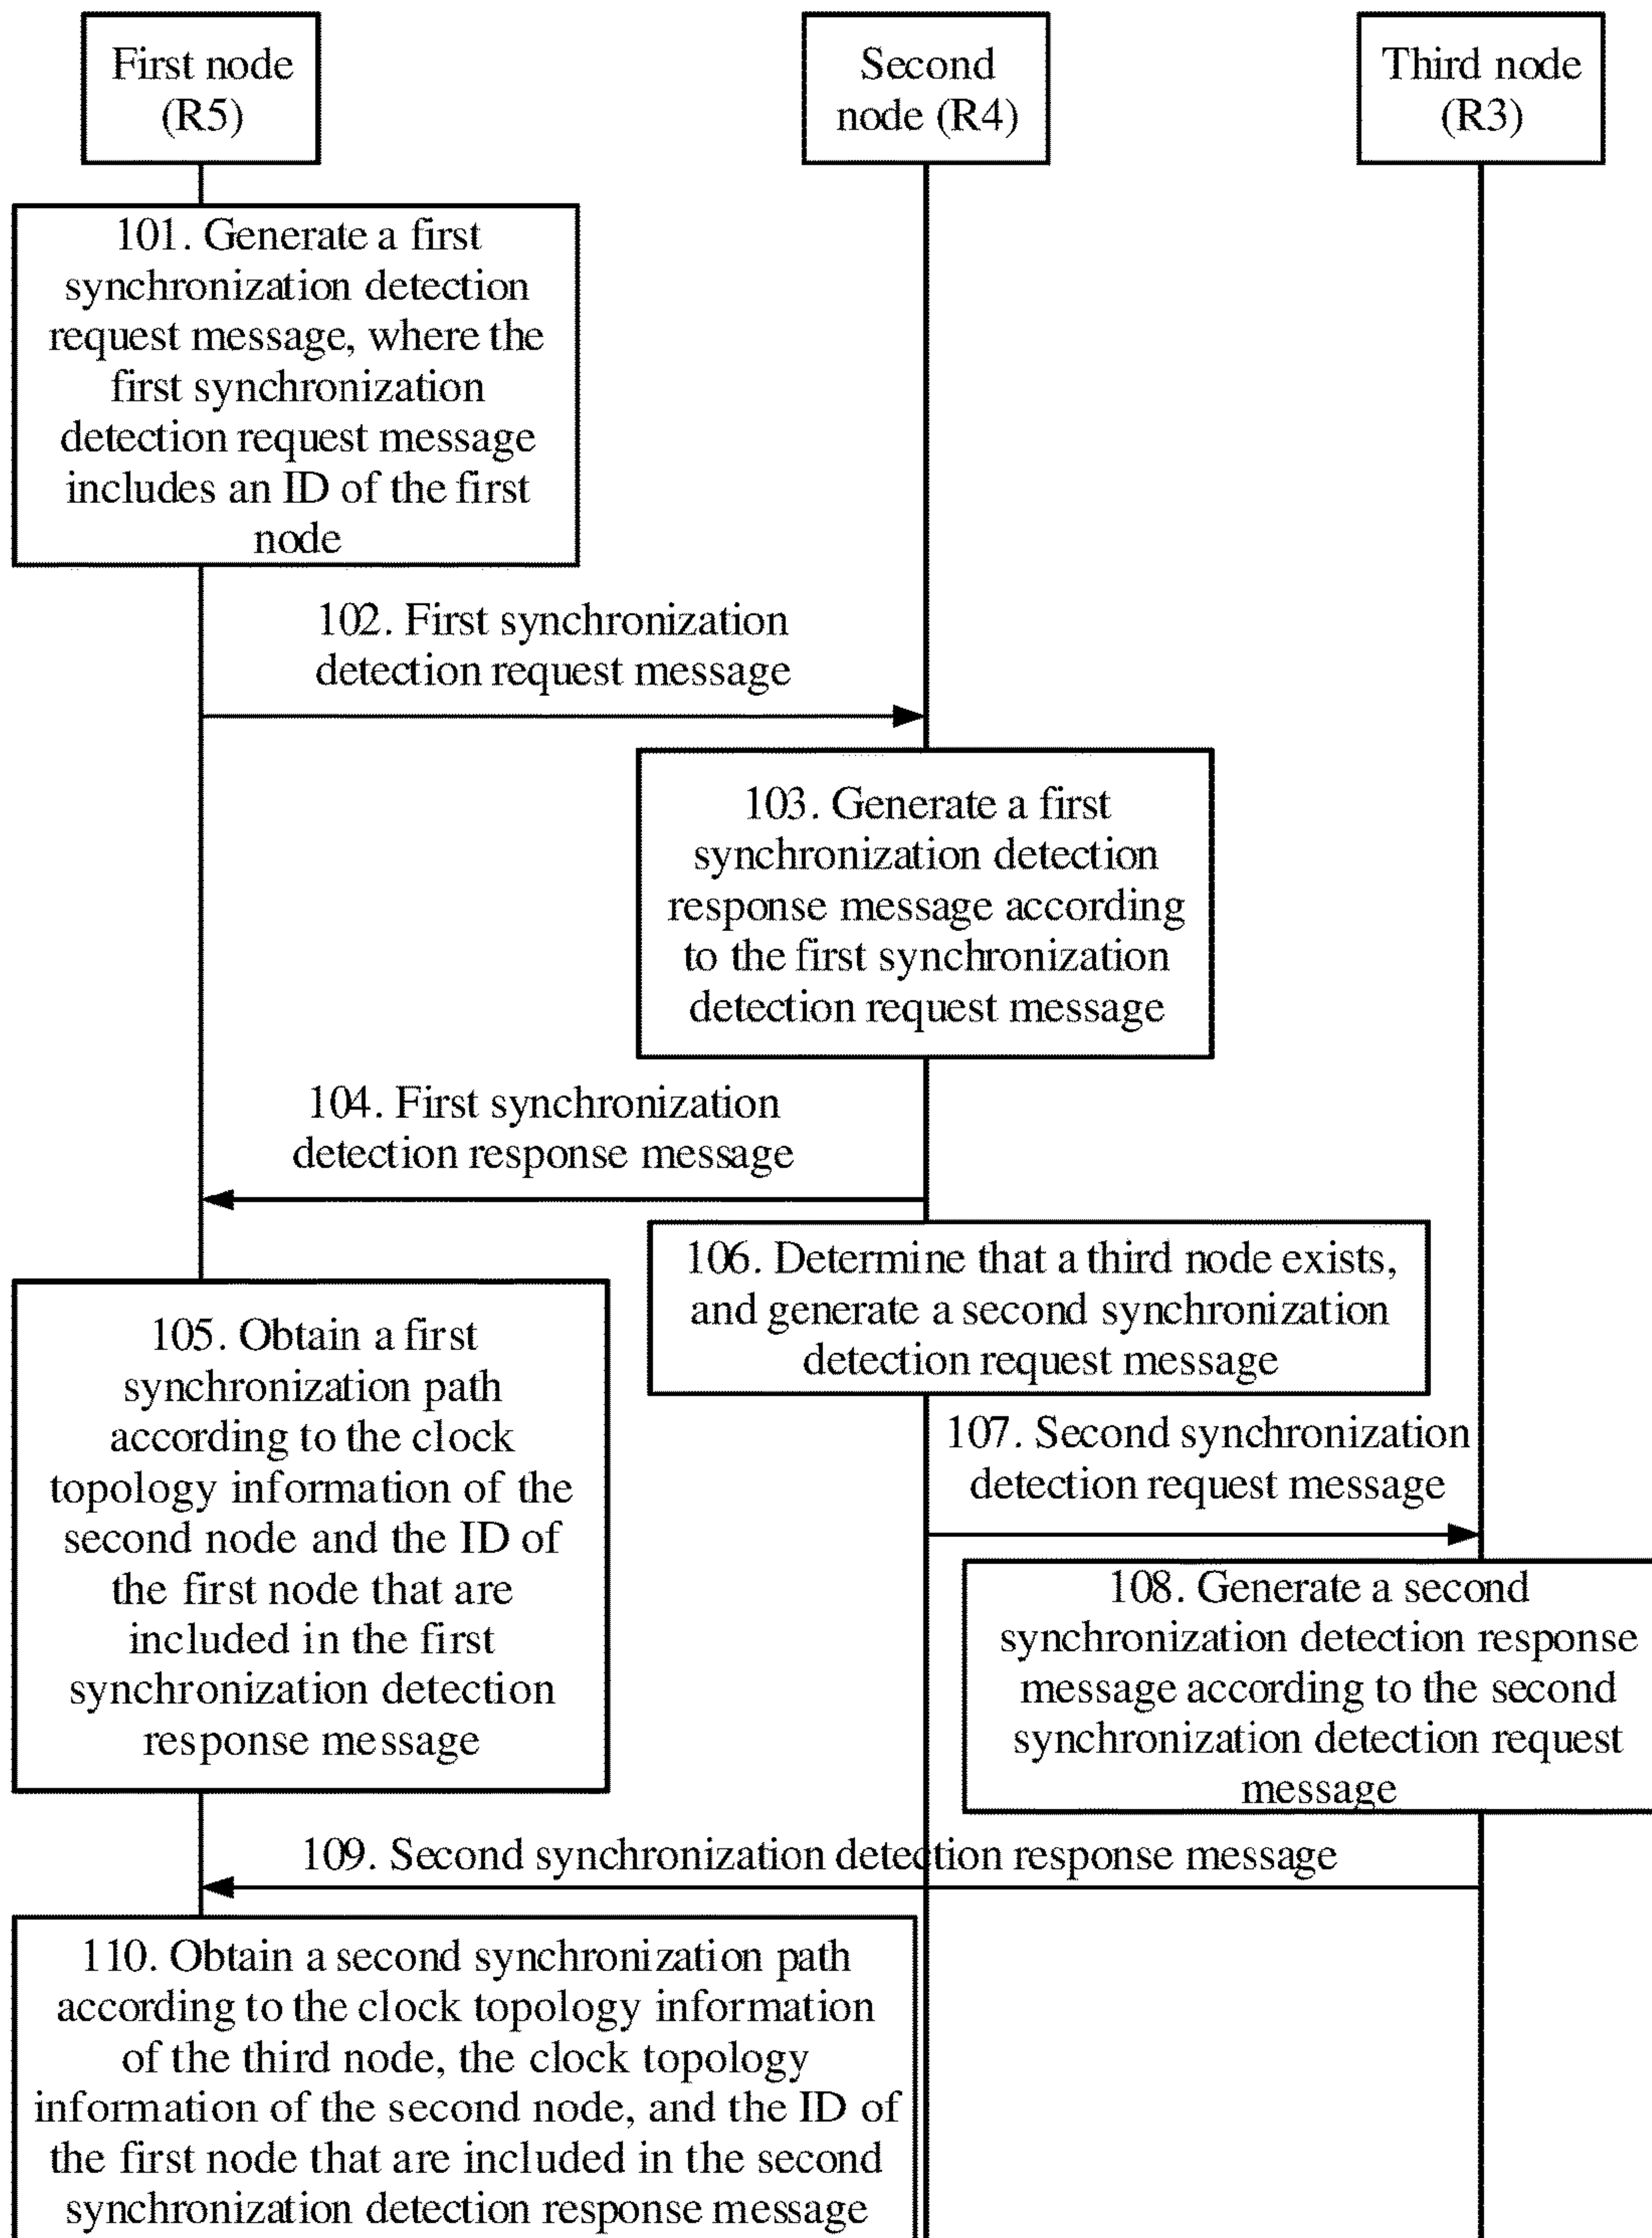 First node
(R5)
Second
node (R4)
Third node
(R3)
101. Generate a first
synchronization detection
request message, where the
first synchronization
detection request message
includes an ID of the first
node
102. First synchronization
detection request message
103. Generate a first
synchronization detection
response message according
to the first synchronization
detection request message
104. First synchronization
detection response message
106. Determine that a third node exists,
and generate a second synchronization
detection request message
105. Obtain a first
synchronization path
according to the clock
topology information of the
second node and the ID of
the first node that are
included in the first
synchronization detection
response message
107. Second synchronization
detection request message
108. Generate a second
synchronization detection response
message according to the second
synchronization detection request
message
109. Second synchronization detection response message
110. Obtain a second synchronization path
according to the clock topology information
of the third node, the clock topology
information of the second node, and the ID of
the first node that are included in the second
synchronization detection response message